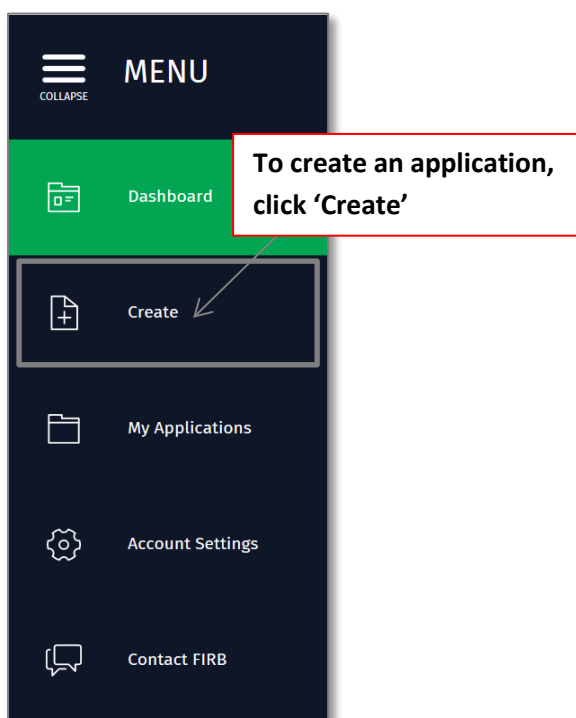 MENU
COLLAPSE
To create an application,
click ‘Create’
Dashboard
Create
My Applications
Account Settings
Contact FIRB